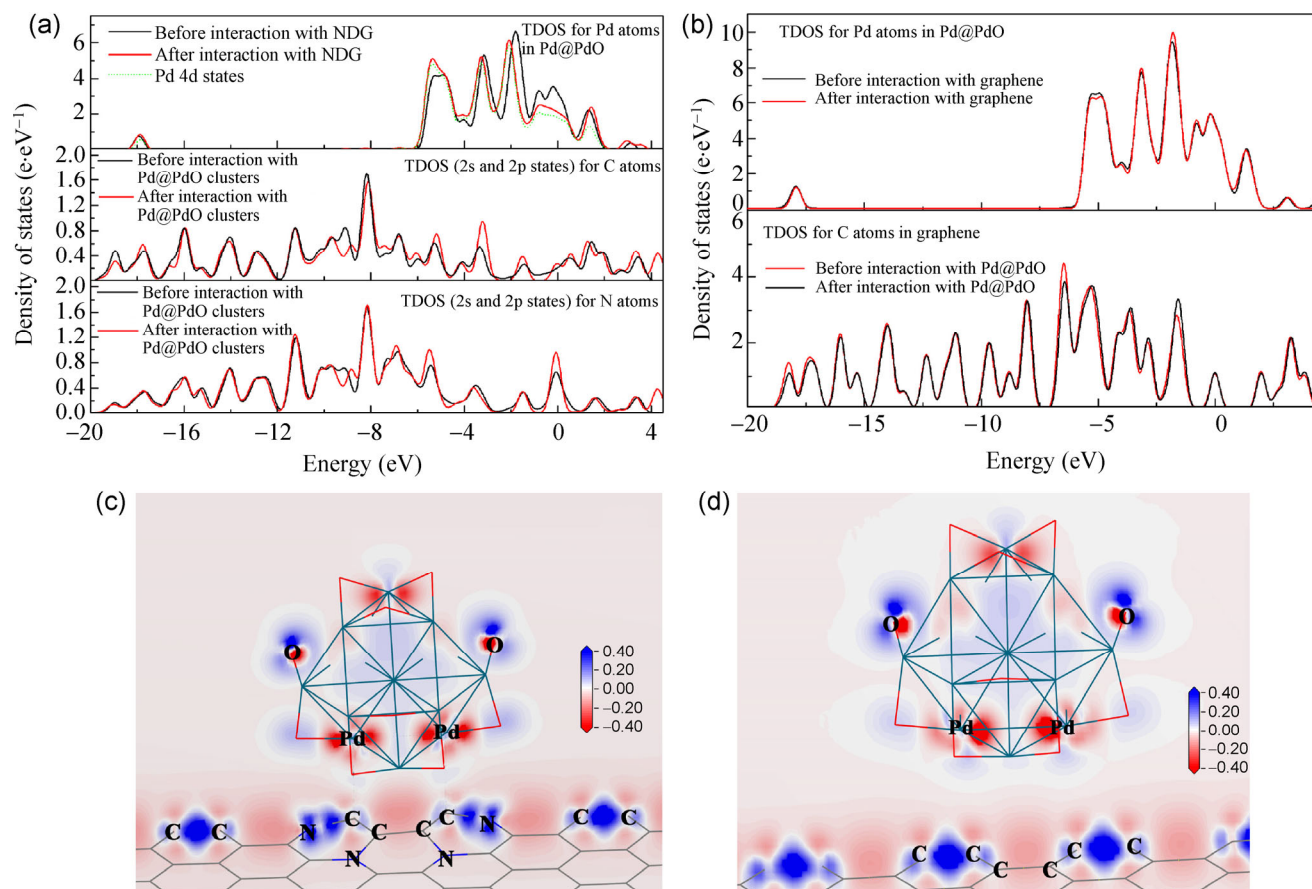 (a)
Density of states (e·eV⁻¹)
6
4
2
0
Before interaction with NDG
After interaction with NDG
Pd 4d states
TDOS for Pd atoms
in Pd@PdO
2.0
1.6
1.2
0.8
0.4
Before interaction with
Pd@PdO clusters
After interaction with
Pd@PdO clusters
TDOS (2s and 2p states) for C atoms
2.0
1.6
1.2
0.8
0.4
0.0
Before interaction with
Pd@PdO clusters
After interaction with
Pd@PdO clusters
TDOS (2s and 2p states) for N atoms
−20 −16 −12 −8 −4 0 4
Energy (eV)
(b)
Density of states (e·eV⁻¹)
10
8
6
4
2
0
TDOS for Pd atoms in Pd@PdO
Before interaction with graphene
After interaction with graphene
4
2
TDOS for C atoms in graphene
Before interaction with Pd@PdO
After interaction with Pd@PdO
−20 −15 −10 −5 0
Energy (eV)
(c)
O O
Pd Pd
0.40
0.20
0.00
−0.20
−0.40
C C N C C C C N C C
N N
(d)
O O
Pd Pd
0.40
0.20
0.00
−0.20
−0.40
C C C C C C
C C